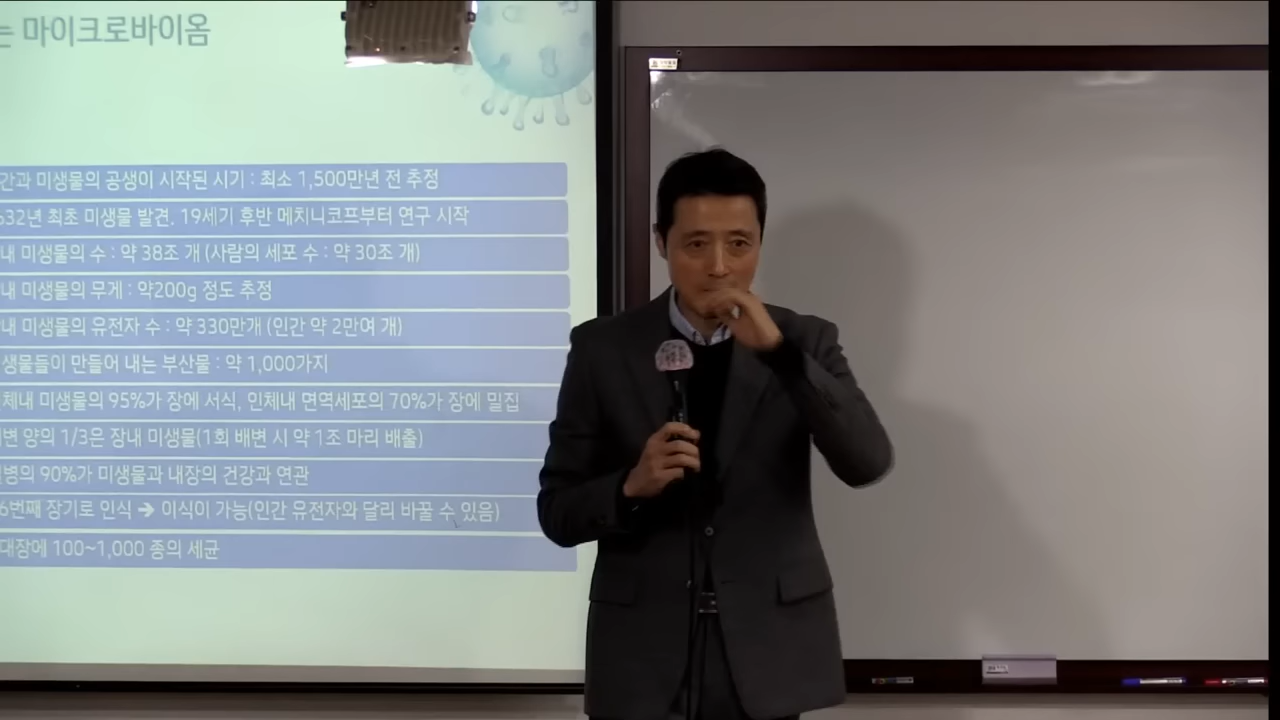 는 마이크로바이옴
간과 미생물의 공생이 시작된 시기 : 최소 1,500만년 전 추정
632년 최초 미생물 발견. 19세기 후반 메치니코프부터 연구 시작
내 미생물의 수 : 약 38조 개 (사람의 세포 수 : 약 30조 개)
내 미생물의 무게 : 약200g 정도 추정
내 미생물의 유전자 수 : 약 330만개 (인간 약 2만여 개)
생물들이 만들어 내는 부산물 : 약 1,000가지
체내 미생물의 95%가 장에 서식, 인체내 면역세포의 70%가 장에 밀집
변 양의 1/3은 장내 미생물(1회 배변 시 약 1조 마리 배출)
병의 90%가 미생물과 내장의 건강과 연관
6번째 장기로 인식 → 이식이 가능(인간 유전자와 달리 바꿀 수 있음)
대장에 100~1,000 종의 세균